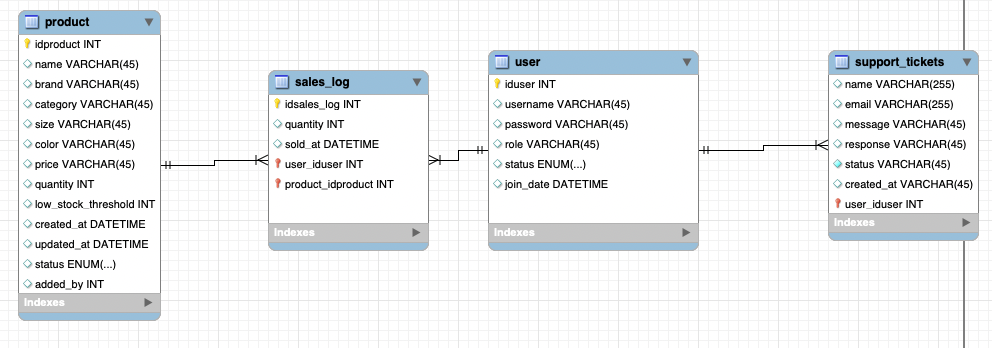 product
idproduct INT
name VARCHAR(45)
brand VARCHAR(45)
category VARCHAR(45)
size VARCHAR(45)
color VARCHAR(45)
price VARCHAR(45)
quantity INT
low_stock_threshold INT
created_at DATETIME
updated_at DATETIME
status ENUM(...)
added_by INT
Indexes
sales_log
idsales_log INT
quantity INT
sold_at DATETIME
user_iduser INT
product_idproduct INT
Indexes
user
iduser INT
username VARCHAR(45)
password VARCHAR(45)
role VARCHAR(45)
status ENUM(...)
join_date DATETIME
Indexes
support_tickets
name VARCHAR(255)
email VARCHAR(255)
message VARCHAR(45)
response VARCHAR(45)
status VARCHAR(45)
created_at VARCHAR(45)
user_iduser INT
Indexes